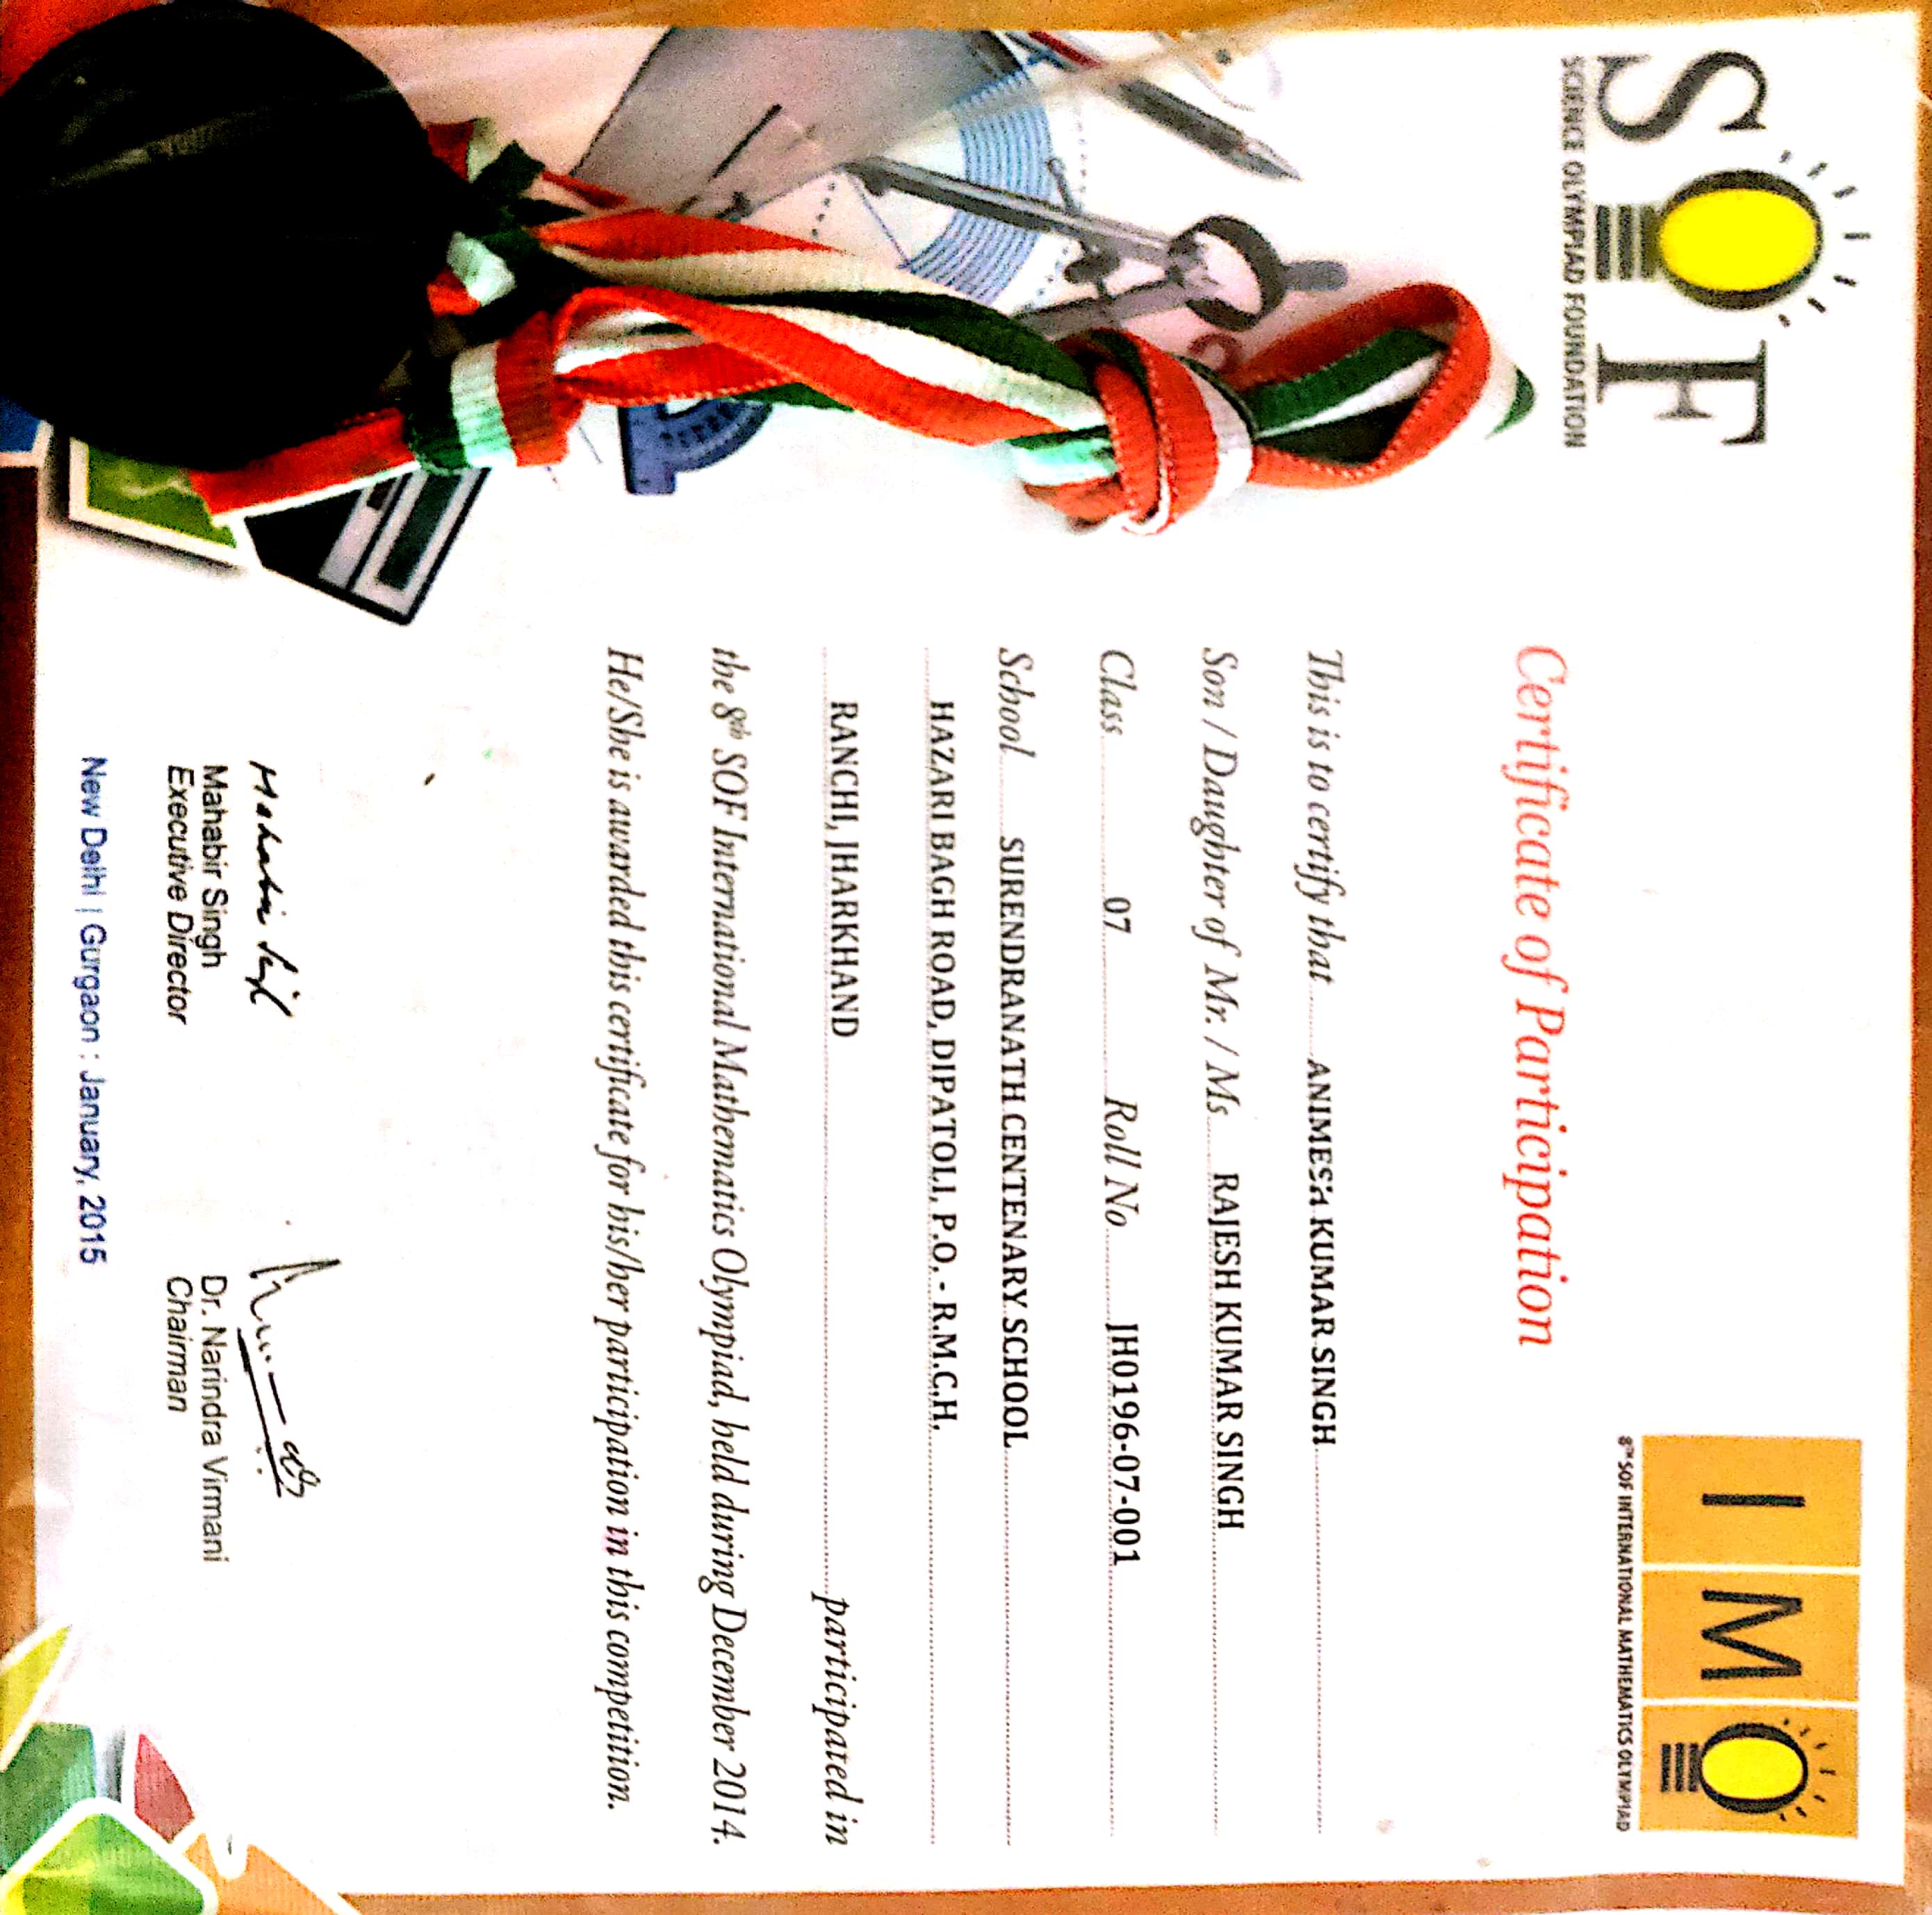 SOF
SCIENCE OLYMPIAD FOUNDATION
IMO
8TH SOF INTERNATIONAL MATHEMATICS OLYMPIAD
Certificate of Participation
This is to certify that ANIMESH KUMAR SINGH
Son / Daughter of Mr. / Ms RAJESH KUMAR SINGH
Class 07 Roll No JH0196-07-001
School SURENDRANATH CENTENARY SCHOOL
HAZARI BAGH ROAD, DIPATOLI, P.O. - R.M.C.H.
RANCHI, JHARKHAND participated in
the 8th SOF International Mathematics Olympiad, held during December 2014.
He/She is awarded this certificate for his/her participation in this competition.
Mahabir Singh
Mahabir Singh Dr. Narindra Virmani
Executive Director Chairman
New Delhi | Gurgaon : January, 2015